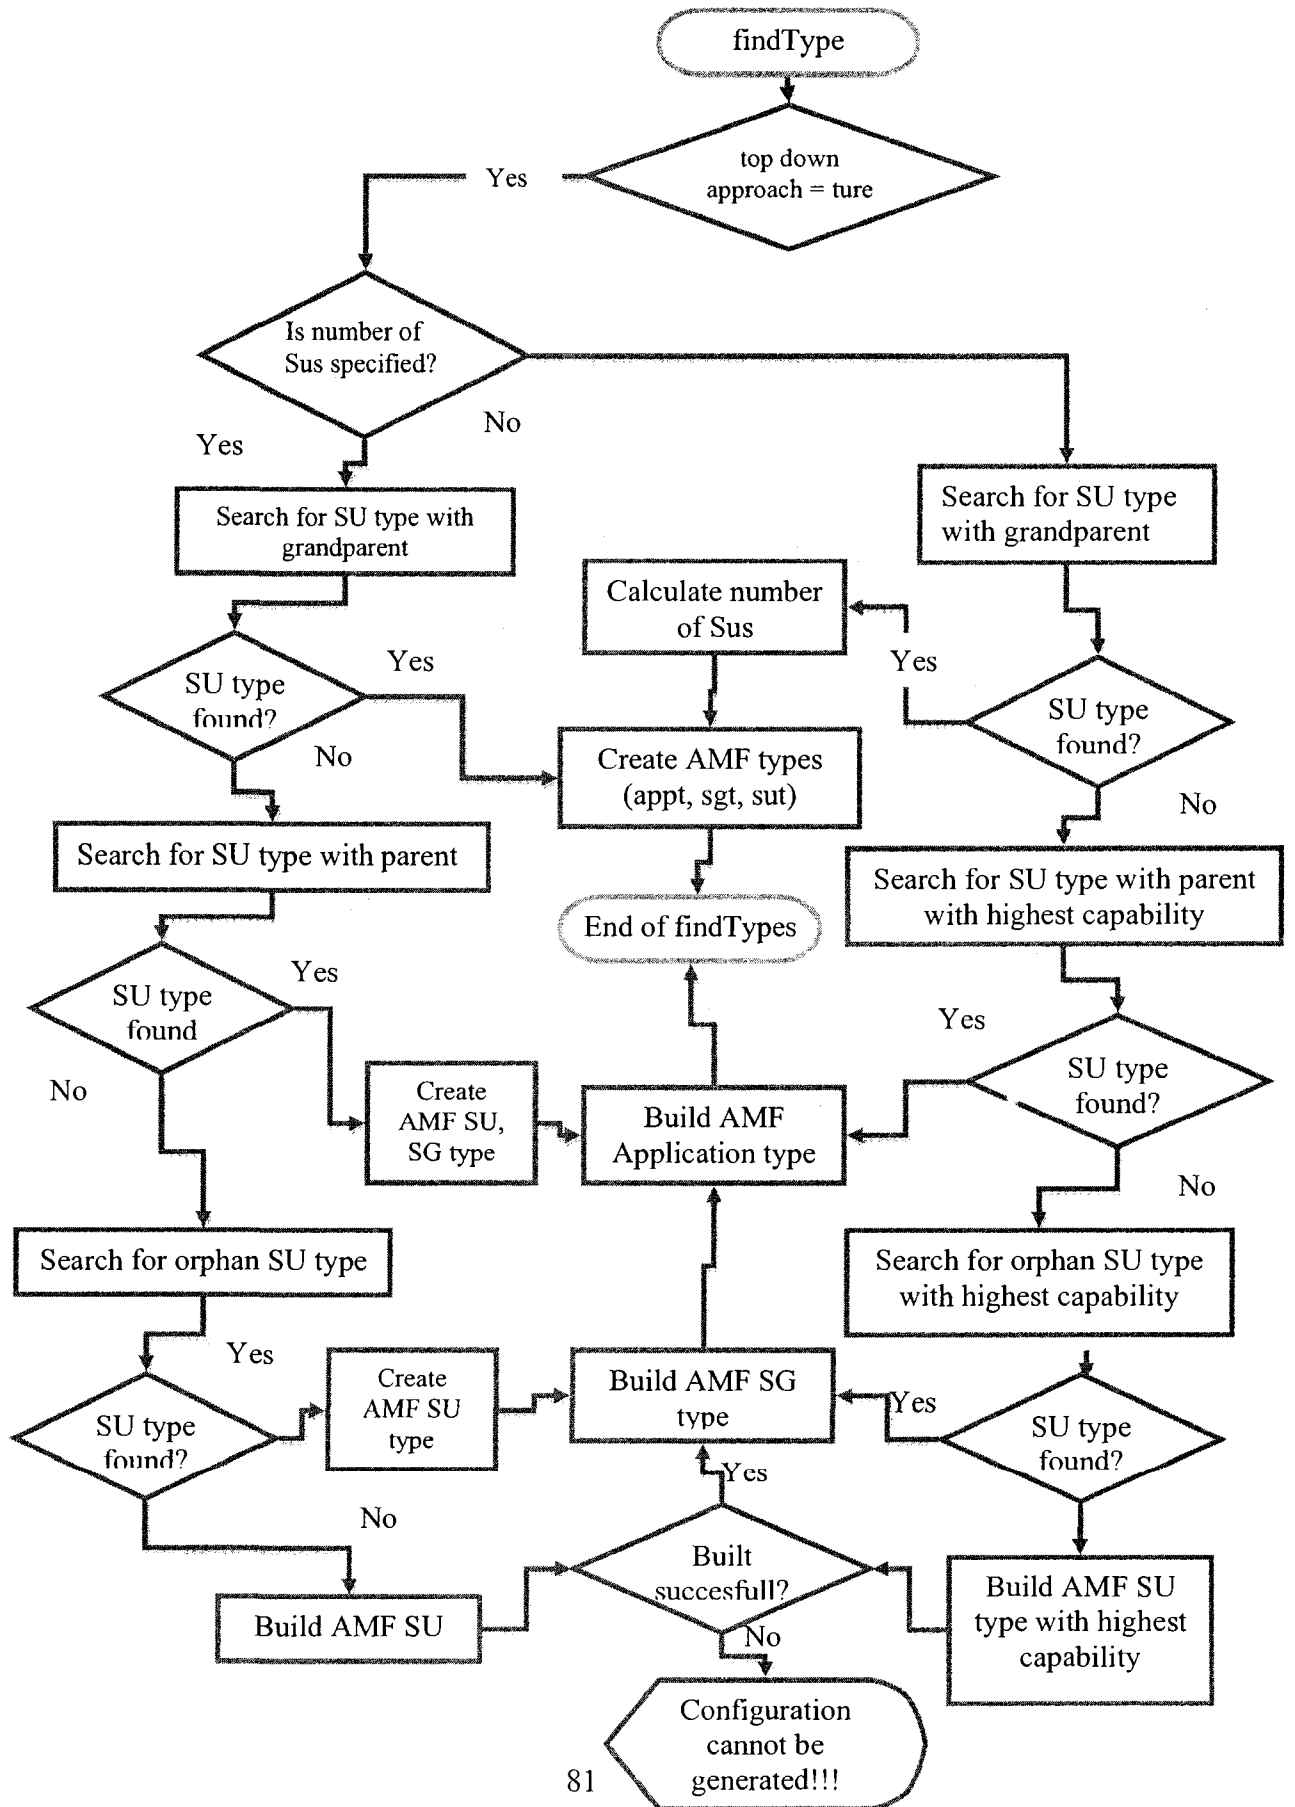 findType
top down
approach = ture
Yes
Is number of
Sus specified?
No
Yes
Search for SU type with
grandparent
Search for SU type
with grandparent
Calculate number
of Sus
Yes
Yes
SU type
found?
SU type
found?
No
Create AMF types
(appt, sgt, sut)
No
Search for SU type with parent
Search for SU type with parent
with highest capability
End of findTypes
Yes
SU type
found
Yes
SU type
found?
No
Create
AMF SU,
SG type
Build AMF
Application type
No
Search for orphan SU type
Search for orphan SU type
with highest capability
Yes
Create
AMF SU
type
Build AMF SG
type
Yes
SU type
found?
SU type
found?
Yes
No
Built
succesfull?
Build AMF SU
Build AMF SU
type with highest
capability
No
Configuration
cannot be
generated!!!
81